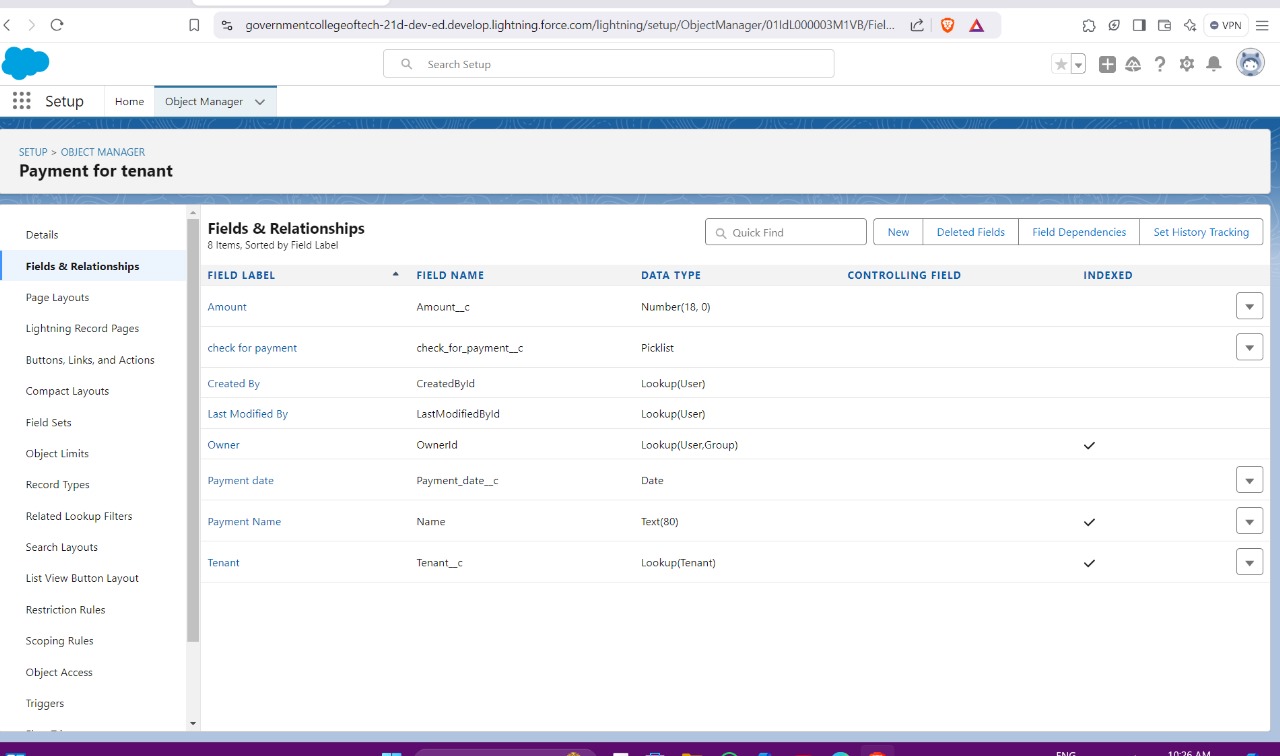 governmentcollegeoftech-21d-dev-ed.develop.lightning.force.com/lightning/setup/ObjectManager/01IdL000003M1VB/Fiel...
VPN
Search Setup
Setup
Home
Object Manager
SETUP > OBJECT MANAGER
Payment for tenant
Details
Fields & Relationships
Page Layouts
Lightning Record Pages
Buttons, Links, and Actions
Compact Layouts
Field Sets
Object Limits
Record Types
Related Lookup Filters
Search Layouts
List View Button Layout
Restriction Rules
Scoping Rules
Object Access
Triggers
Fields & Relationships
8 Items, Sorted by Field Label
Quick Find
New
Deleted Fields
Field Dependencies
Set History Tracking
FIELD LABEL FIELD NAME DATA TYPE CONTROLLING FIELD INDEXED
Amount Amount__c Number(18, 0)
check for payment check_for_payment__c Picklist
Created By CreatedById Lookup(User)
Last Modified By LastModifiedById Lookup(User)
Owner OwnerId Lookup(User,Group)
Payment date Payment_date__c Date
Payment Name Name Text(80)
Tenant Tenant__c Lookup(Tenant)
ENG
10:26 AM